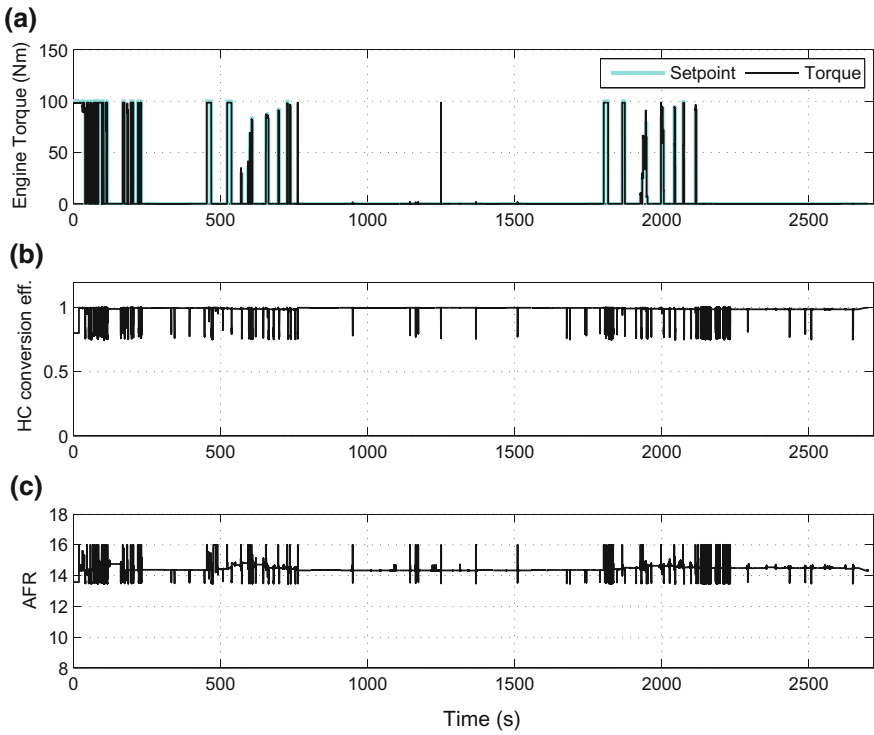 (a)
150
100
50
0
Engine Torque (Nm)
Setpoint Torque
0 500 1000 1500 2000 2500
(b)
1
0.5
0
HC conversion eff.
0 500 1000 1500 2000 2500
(c)
18
16
14
12
10
8
AFR
0 500 1000 1500 2000 2500
Time (s)